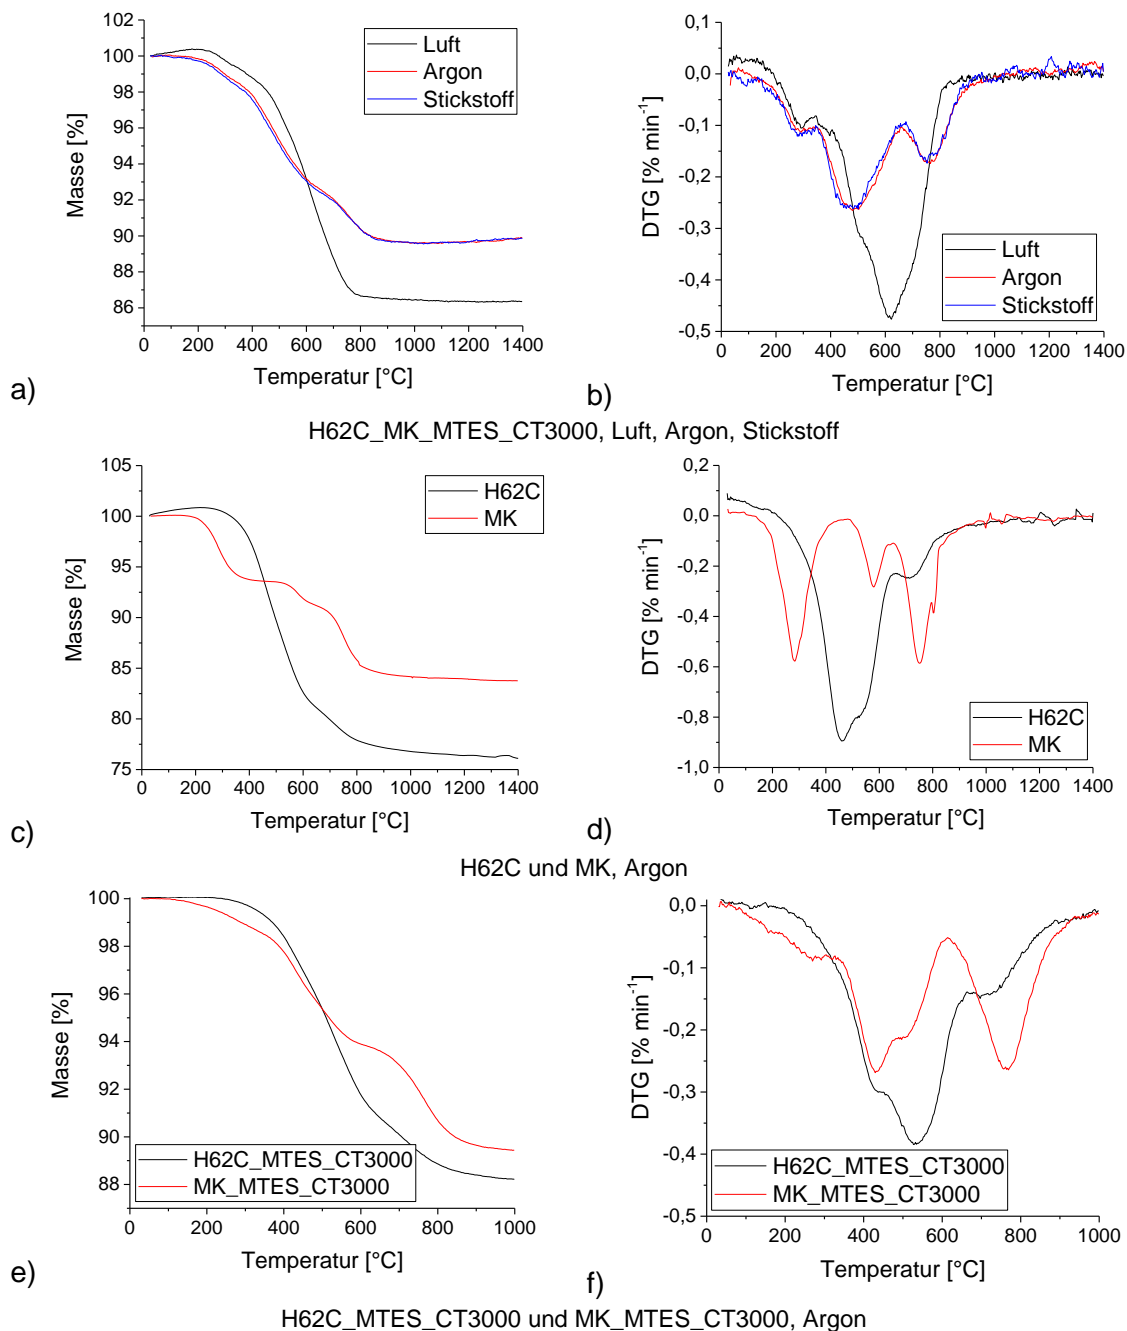 102
100
98
96
94
92
90
88
86
0 200 400 600 800 1000 1200 1400
Masse [%]
Temperatur [°C]
Luft
Argon
Stickstoff
a)
0,1
0,0
-0,1
-0,2
-0,3
-0,4
-0,5
0 200 400 600 800 1000 1200 1400
DTG [% min⁻¹]
Temperatur [°C]
Luft
Argon
Stickstoff
b)
H62C_MK_MTES_CT3000, Luft, Argon, Stickstoff
105
100
95
90
85
80
75
0 200 400 600 800 1000 1200 1400
Masse [%]
Temperatur [°C]
H62C
MK
c)
0,2
0,0
-0,2
-0,4
-0,6
-0,8
-1,0
0 200 400 600 800 1000 1200 1400
DTG [% min⁻¹]
Temperatur [°C]
H62C
MK
d)
H62C und MK, Argon
100
98
96
94
92
90
88
0 200 400 600 800 1000
Masse [%]
Temperatur [°C]
H62C_MTES_CT3000
MK_MTES_CT3000
e)
0,0
-0,1
-0,2
-0,3
-0,4
-0,5
0 200 400 600 800 1000
DTG [% min⁻¹]
Temperatur [°C]
H62C_MTES_CT3000
MK_MTES_CT3000
f)
H62C_MTES_CT3000 und MK_MTES_CT3000, Argon